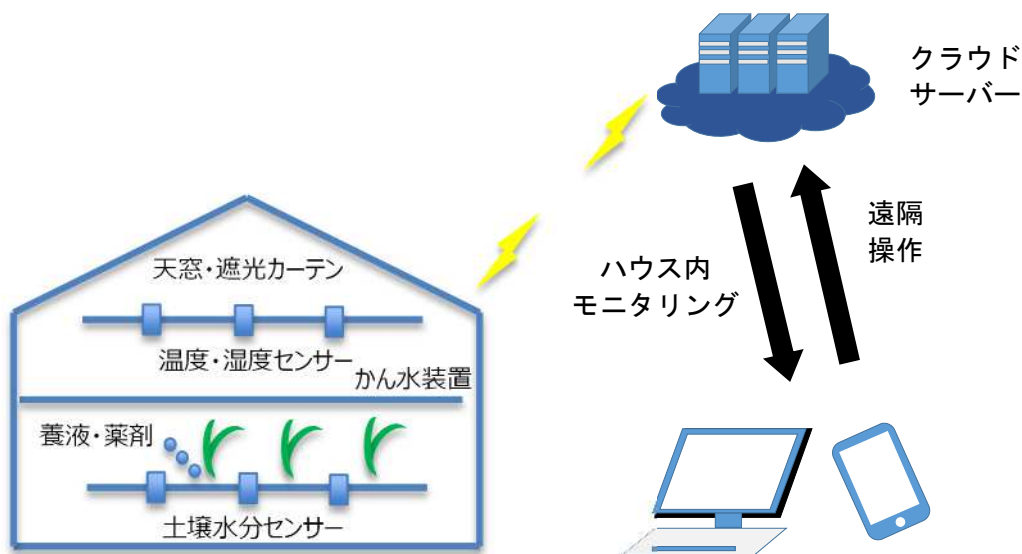 クラウド
サーバー
遠隔
操作
ハウス内
モニタリング
天窓・遮光カーテン
温度・湿度センサー
かん水装置
養液・薬剤
土壌水分センサー